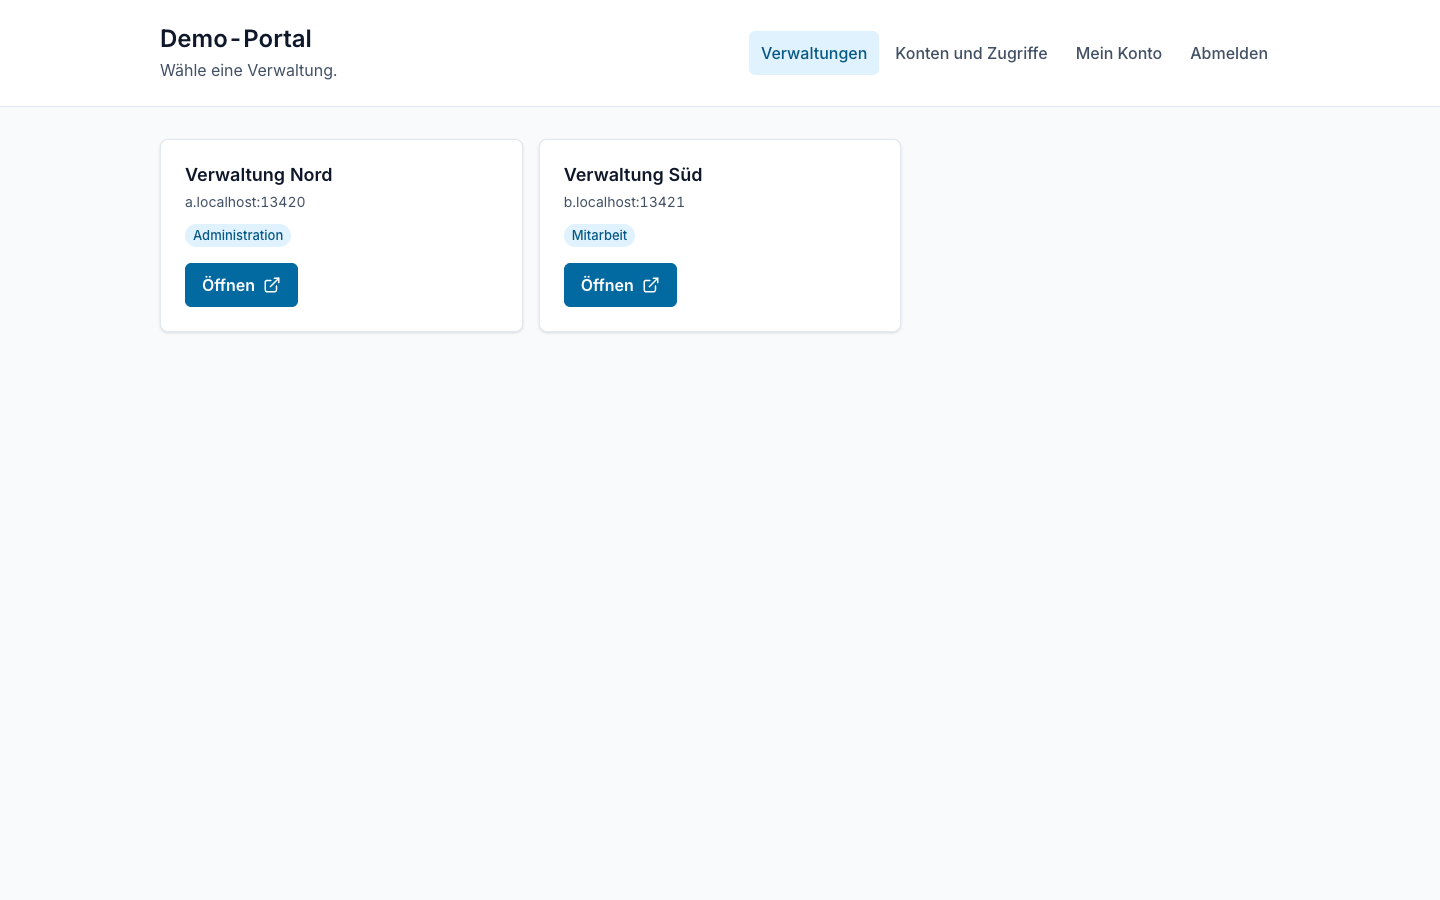 Demo-Portal
Wähle eine Verwaltung.
Verwaltungen
Konten und Zugriffe
Mein Konto
Abmelden
Verwaltung Nord
a.localhost:13420
Administration
Öffnen
Verwaltung Süd
b.localhost:13421
Mitarbeit
Öffnen